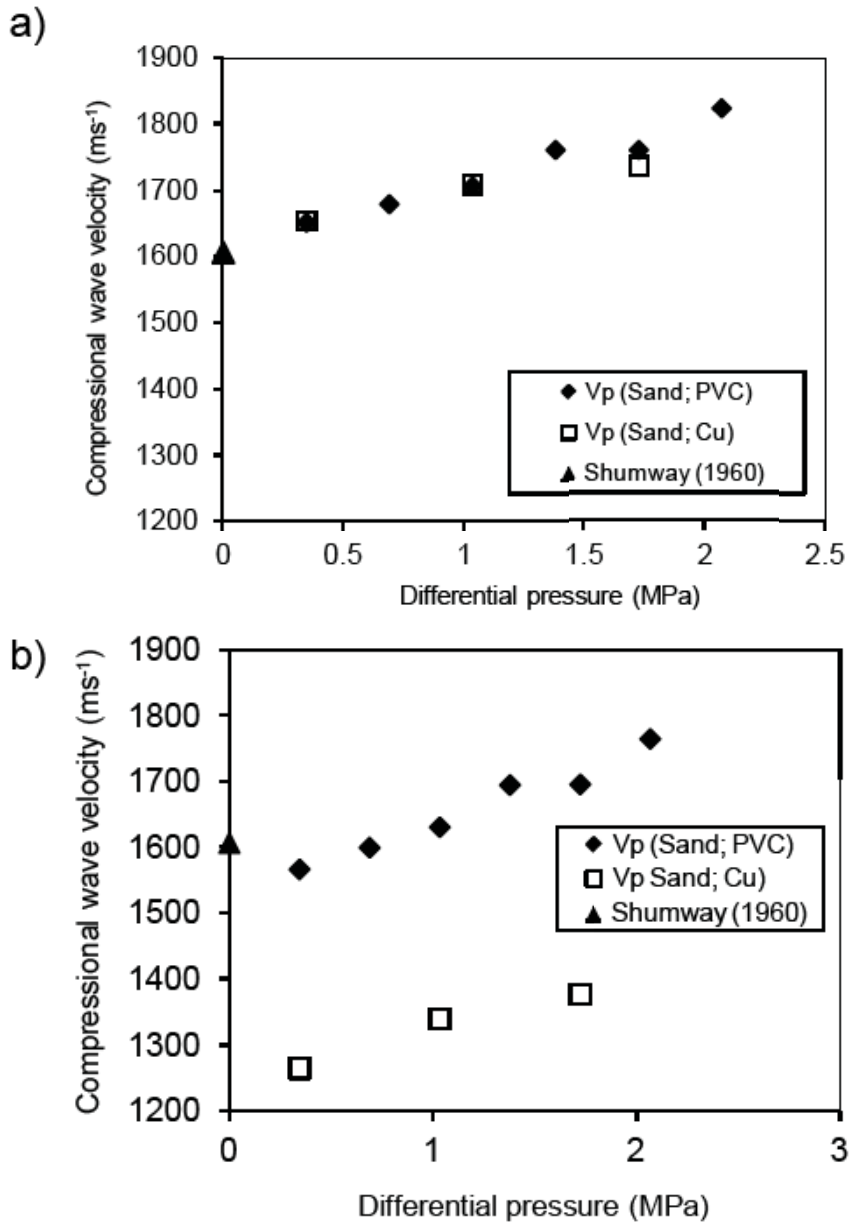 a)
Compressional wave velocity (ms⁻¹)
1900
1800
1700
1600
1500
1400
1300
1200
0 0.5 1 1.5 2 2.5
Differential pressure (MPa)
Vp (Sand; PVC)
Vp (Sand; Cu)
Shumway (1960)
b)
Compressional wave velocity (ms⁻¹)
1900
1800
1700
1600
1500
1400
1300
1200
0 1 2 3
Differential pressure (MPa)
Vp (Sand; PVC)
Vp Sand; Cu)
Shumway (1960)